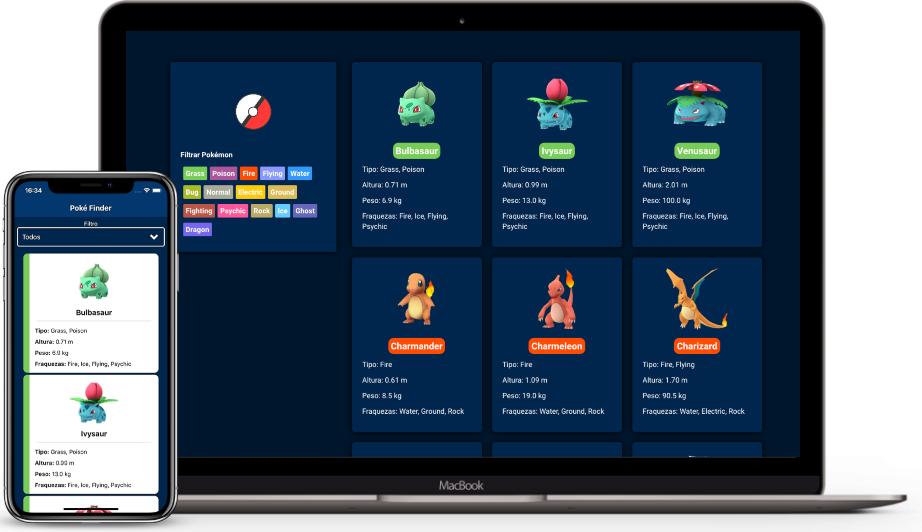 Filtrar Pokémon
Grass Poison Fire Flying Water
Bug Normal Electric Ground
Fighting Psychic Rock Ice Ghost
Dragon
Bulbasaur
Tipo: Grass, Poison
Altura: 0.71 m
Peso: 6.9 kg
Fraquezas: Fire, Ice, Flying,
Psychic
Ivysaur
Tipo: Grass, Poison
Altura: 0.99 m
Peso: 13.0 kg
Fraquezas: Fire, Ice, Flying,
Psychic
Venusaur
Tipo: Grass, Poison
Altura: 2.01 m
Peso: 100.0 kg
Fraquezas: Fire, Ice, Flying,
Psychic
Charmander
Tipo: Fire
Altura: 0.61 m
Peso: 8.5 kg
Fraquezas: Water, Ground, Rock
Charmeleon
Tipo: Fire
Altura: 1.09 m
Peso: 19.0 kg
Fraquezas: Water, Ground, Rock
Charizard
Tipo: Fire, Flying
Altura: 1.70 m
Peso: 90.5 kg
Fraquezas: Water, Electric, Rock
MacBook
16:34
Poké Finder
Filtro
Todos
Bulbasaur
Tipo: Grass, Poison
Altura: 0.71 m
Peso: 6.9 kg
Fraquezas: Fire, Ice, Flying, Psychic
Ivysaur
Tipo: Grass, Poison
Altura: 0.99 m
Peso: 13.0 kg
Fraquezas: Fire, Ice, Flying, Psychic